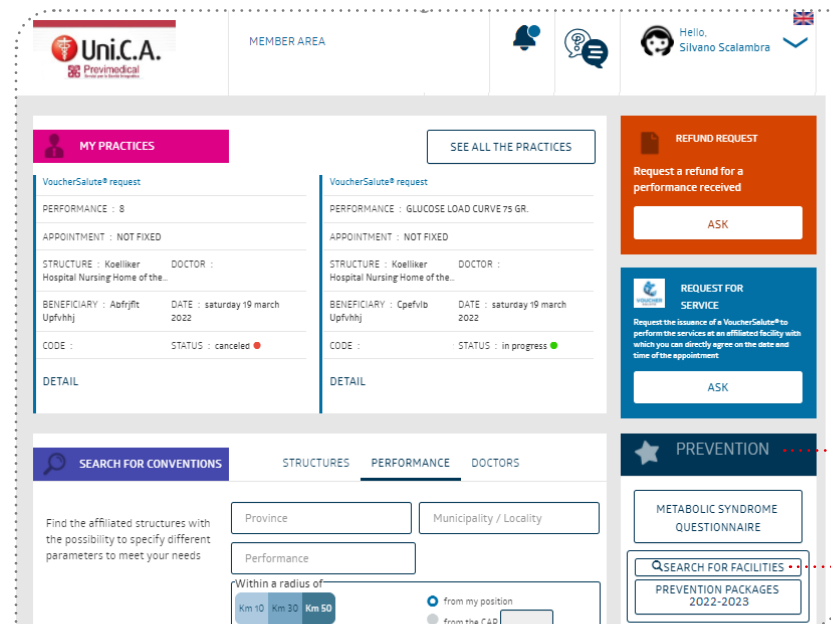 Uni.C.A.
Previmedical
MEMBER AREA
Hello,
Silvano Scalambra
MY PRACTICES
SEE ALL THE PRACTICES
VoucherSalute® request
PERFORMANCE : 8
APPOINTMENT : NOT FIXED
STRUCTURE : Koelliker
Hospital Nursing Home of the...
DOCTOR :
BENEFICIARY : Abfrjflt
Upfvhhj
DATE : saturday 19 march
2022
CODE :
STATUS : canceled
DETAIL
VoucherSalute® request
PERFORMANCE : GLUCOSE LOAD CURVE 75 GR.
APPOINTMENT : NOT FIXED
STRUCTURE : Koelliker
Hospital Nursing Home of the...
DOCTOR :
BENEFICIARY : Cpefvlb
Upfvhhj
DATE : saturday 19 march
2022
CODE :
STATUS : in progress
DETAIL
REFUND REQUEST
Request a refund for a
performance received
ASK
REQUEST FOR
SERVICE
Request the issuance of a VoucherSalute® to
perform the services at an affiliated facility with
which you can directly agree on the date and
time of the appointment
ASK
SEARCH FOR CONVENTIONS
STRUCTURES
PERFORMANCE
DOCTORS
Find the affiliated structures with
the possibility to specify different
parameters to meet your needs
Province
Municipality / Locality
Performance
Within a radius of
Km 10
Km 30
Km 50
from my position
from the CAP
PREVENTION
METABOLIC SYNDROME
QUESTIONNAIRE
SEARCH FOR FACILITIES
PREVENTION PACKAGES
2022-2023